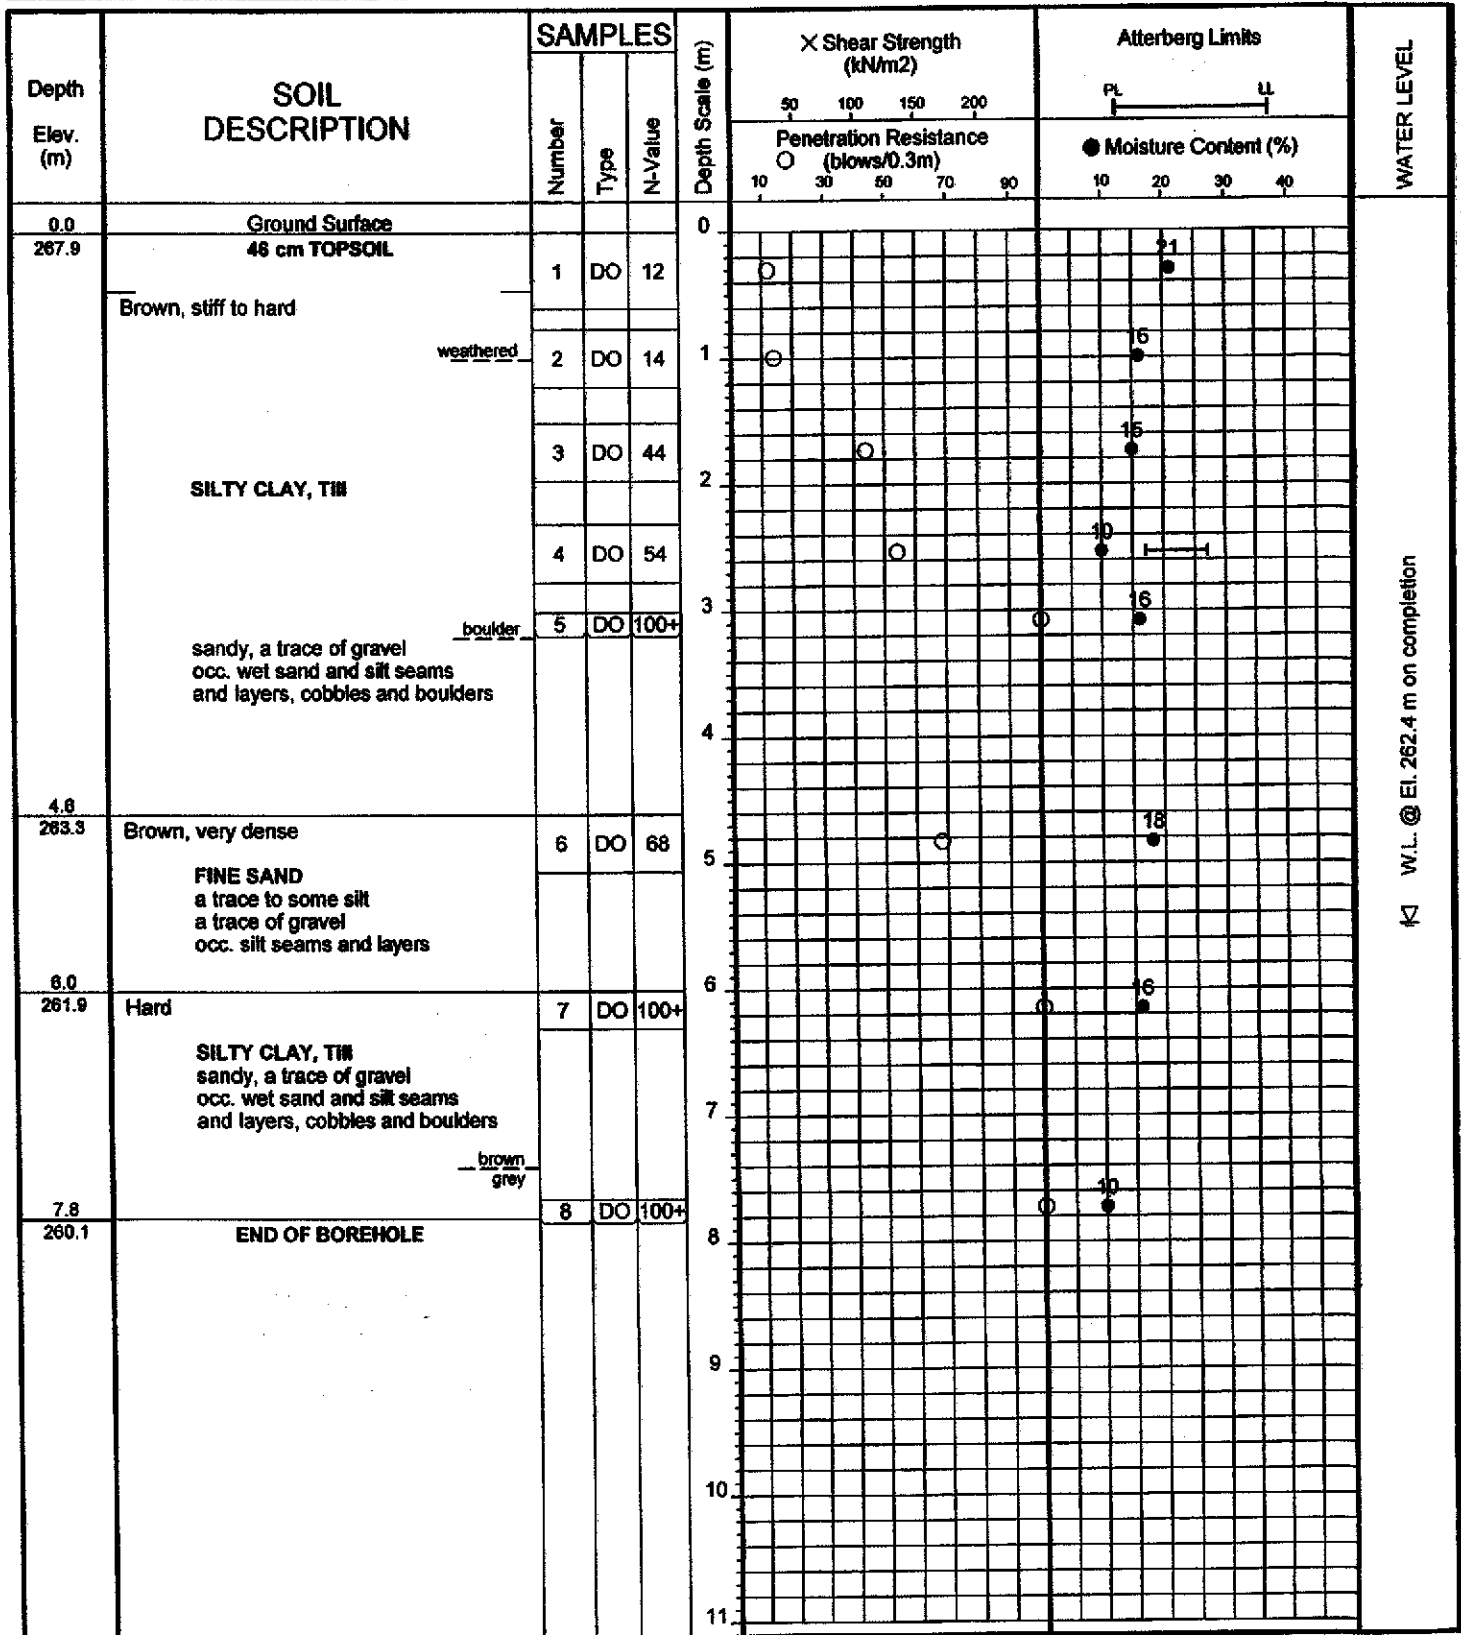 Depth
Elev.
(m)
SOIL
DESCRIPTION
SAMPLES
Number
Type
N-Value
Depth Scale (m)
× Shear Strength
(kN/m2)
50 100 150 200
Penetration Resistance
(blows/0.3m)
10 30 50 70 90
Atterberg Limits
PL LL
Moisture Content (%)
10 20 30 40
WATER LEVEL
0.0 Ground Surface 0
267.9 46 cm TOPSOIL
1 DO 12 21
Brown, stiff to hard
weathered
2 DO 14 1 16
3 DO 44 15
SILTY CLAY, Till 2
4 DO 54 10
3 16
boulder 5 DO 100+
sandy, a trace of gravel
occ. wet sand and silt seams
and layers, cobbles and boulders
4
4.6
263.3 Brown, very dense
6 DO 68 18
5
FINE SAND
a trace to some silt
a trace of gravel
occ. silt seams and layers
6.0 6
261.9 Hard 7 DO 100+ 16
SILTY CLAY, Till
sandy, a trace of gravel
occ. wet sand and silt seams
and layers, cobbles and boulders
7
brown
grey
7.8 8 DO 100+ 10
260.1 END OF BOREHOLE
8
9
10
11
W.L. @ El. 262.4 m on completion